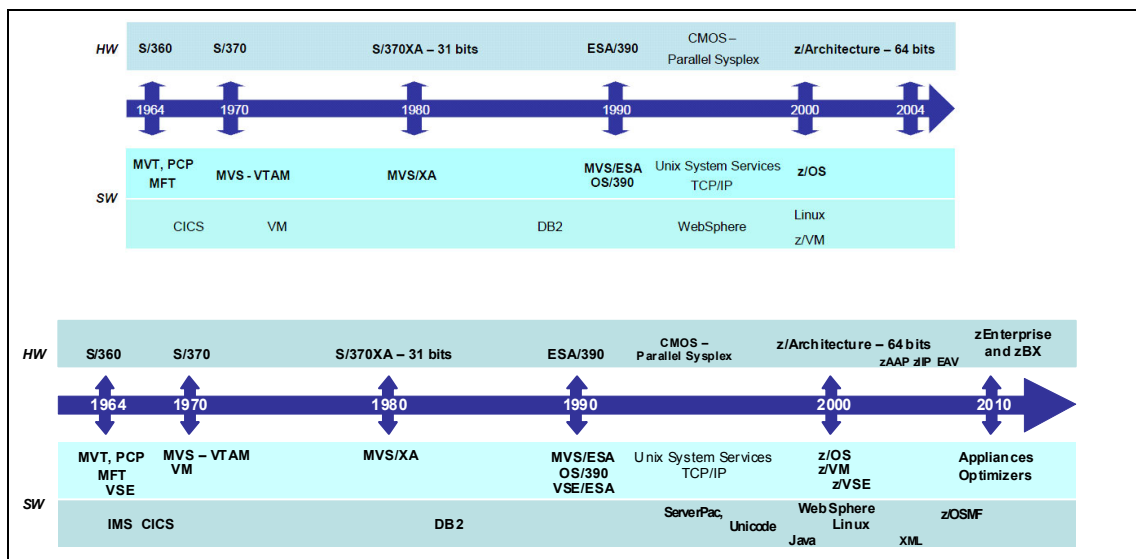 HW S/360 S/370 S/370XA – 31 bits ESA/390 CMOS – z/Architecture – 64 bits
Parallel Sysplex
1964 1970 1980 1990 2000 2004
MVT, PCP MVS - VTAM MVS/XA MVS/ESA Unix System Services z/OS
MFT OS/390 TCP/IP
SW
CICS VM DB2 WebSphere Linux
z/VM
HW S/360 S/370 S/370XA – 31 bits ESA/390 CMOS – z/Architecture – 64 bits zEnterprise
Parallel Sysplex zAAP zIIP EAV and zBX
1964 1970 1980 1990 2000 2010
MVT, PCP MVS – VTAM MVS/XA MVS/ESA Unix System Services z/OS Appliances
MFT VM OS/390 TCP/IP z/VM Optimizers
VSE VSE/ESA z/VSE
SW
IMS CICS DB2 ServerPac, WebSphere z/OSMF
Unicode Linux
Java XML